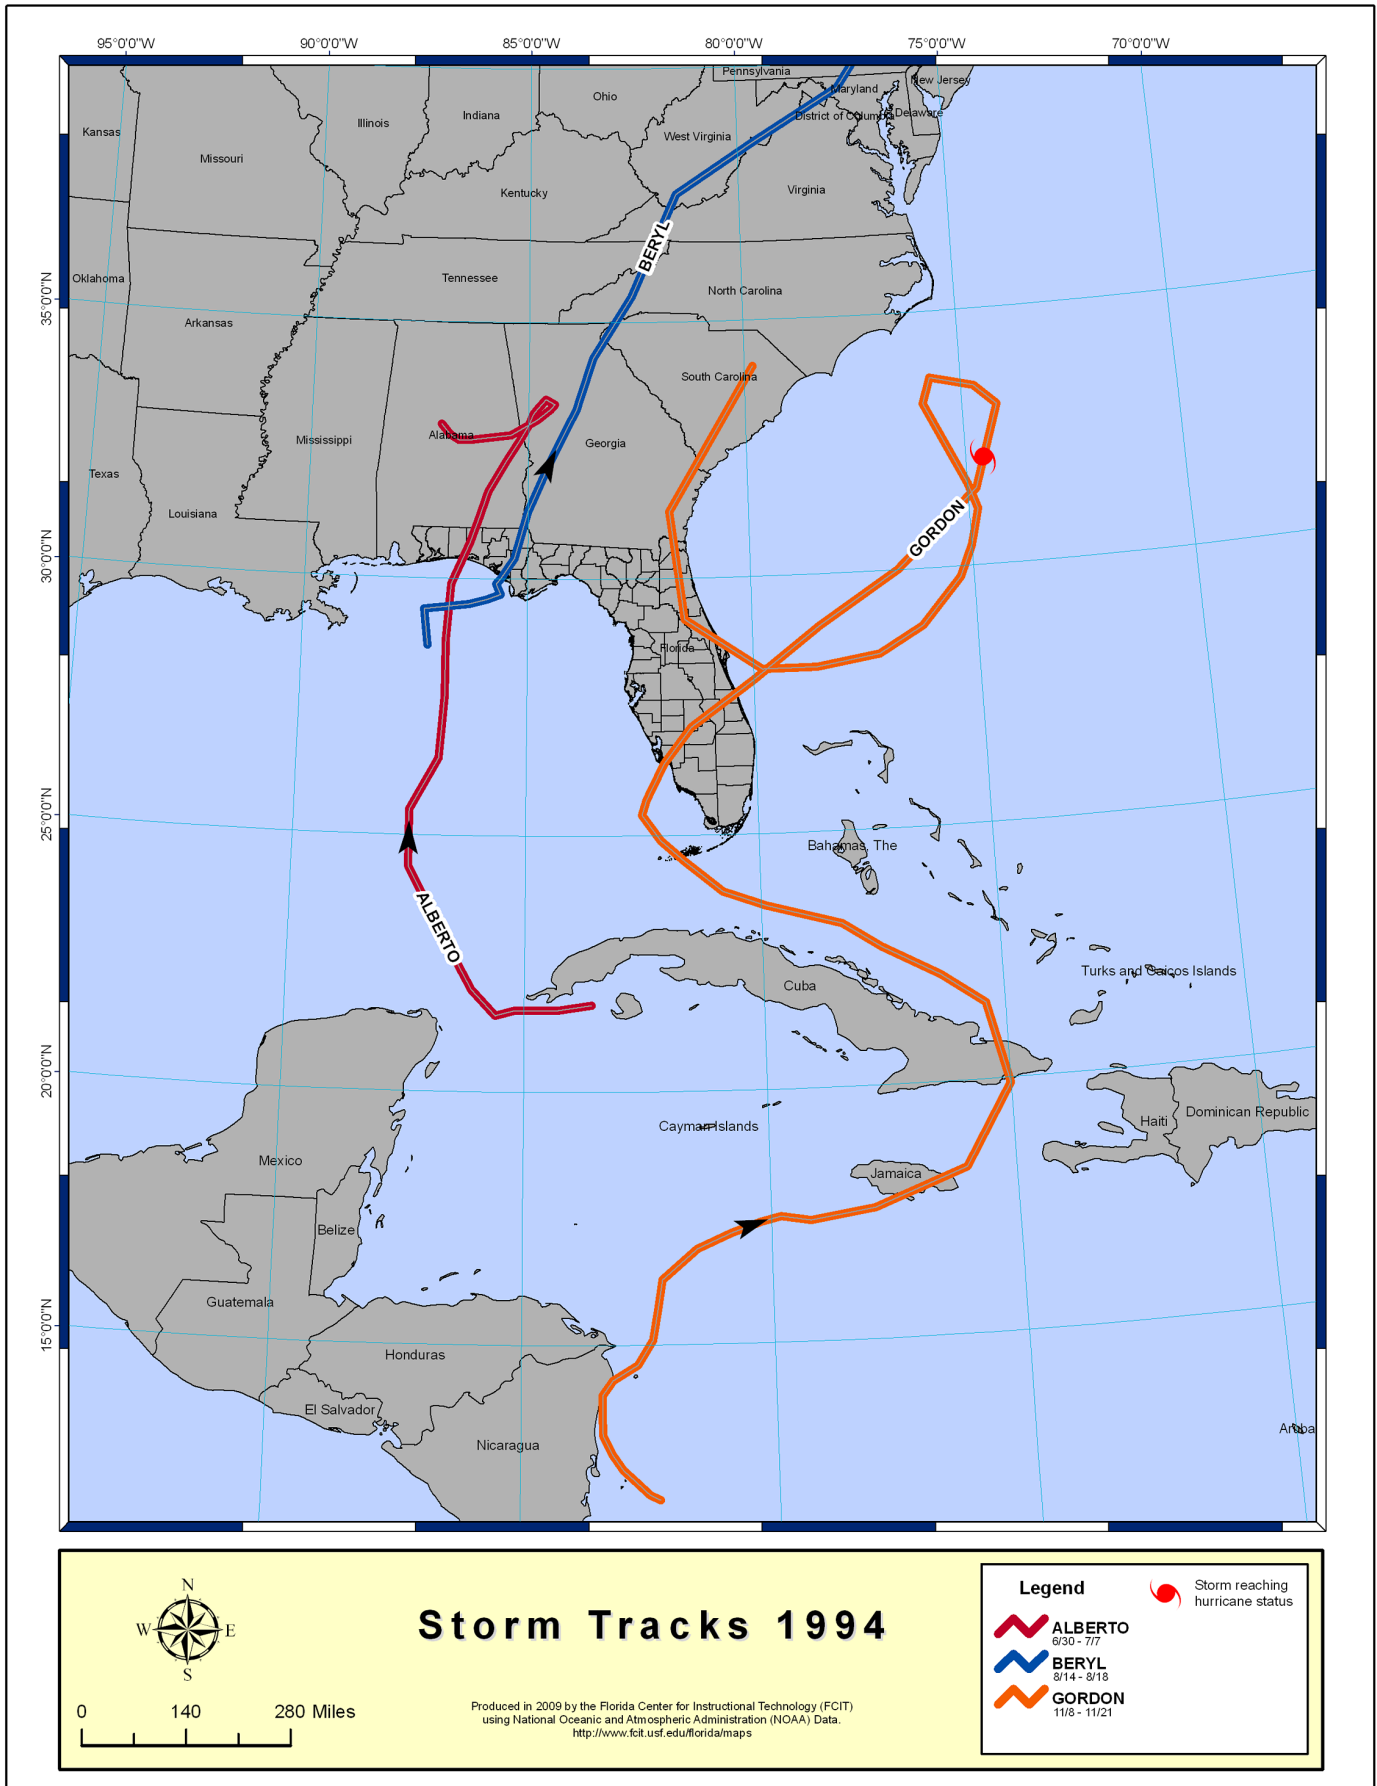 95°0'0"W 90°0'0"W 85°0'0"W 80°0'0"W 75°0'0"W 70°0'0"W
Pennsylvania
New Jersey
Ohio
Maryland
Indiana
District of Columbia
Delaware
Illinois
Kansas
West Virginia
Missouri
Kentucky
Virginia
BERYL
Oklahoma
Tennessee
North Carolina
35°0'0"N
Arkansas
South Carolina
Alabama
Mississippi
Georgia
Texas
Louisiana
GORDON
30°0'0"N
Florida
25°0'0"N
Bahamas, The
ALBERTO
Turks and Caicos Islands
Cuba
20°0'0"N
Dominican Republic
Haiti
Cayman Islands
Mexico
Jamaica
Belize
Guatemala
15°0'0"N
Honduras
El Salvador
Aruba
Nicaragua
N
W E
S
0 140 280 Miles
Storm Tracks 1994
Produced in 2009 by the Florida Center for Instructional Technology (FCIT)
using National Oceanic and Atmospheric Administration (NOAA) Data.
http://www.fcit.usf.edu/florida/maps
Legend
Storm reaching
hurricane status
ALBERTO
6/30 - 7/7
BERYL
8/14 - 8/18
GORDON
11/8 - 11/21